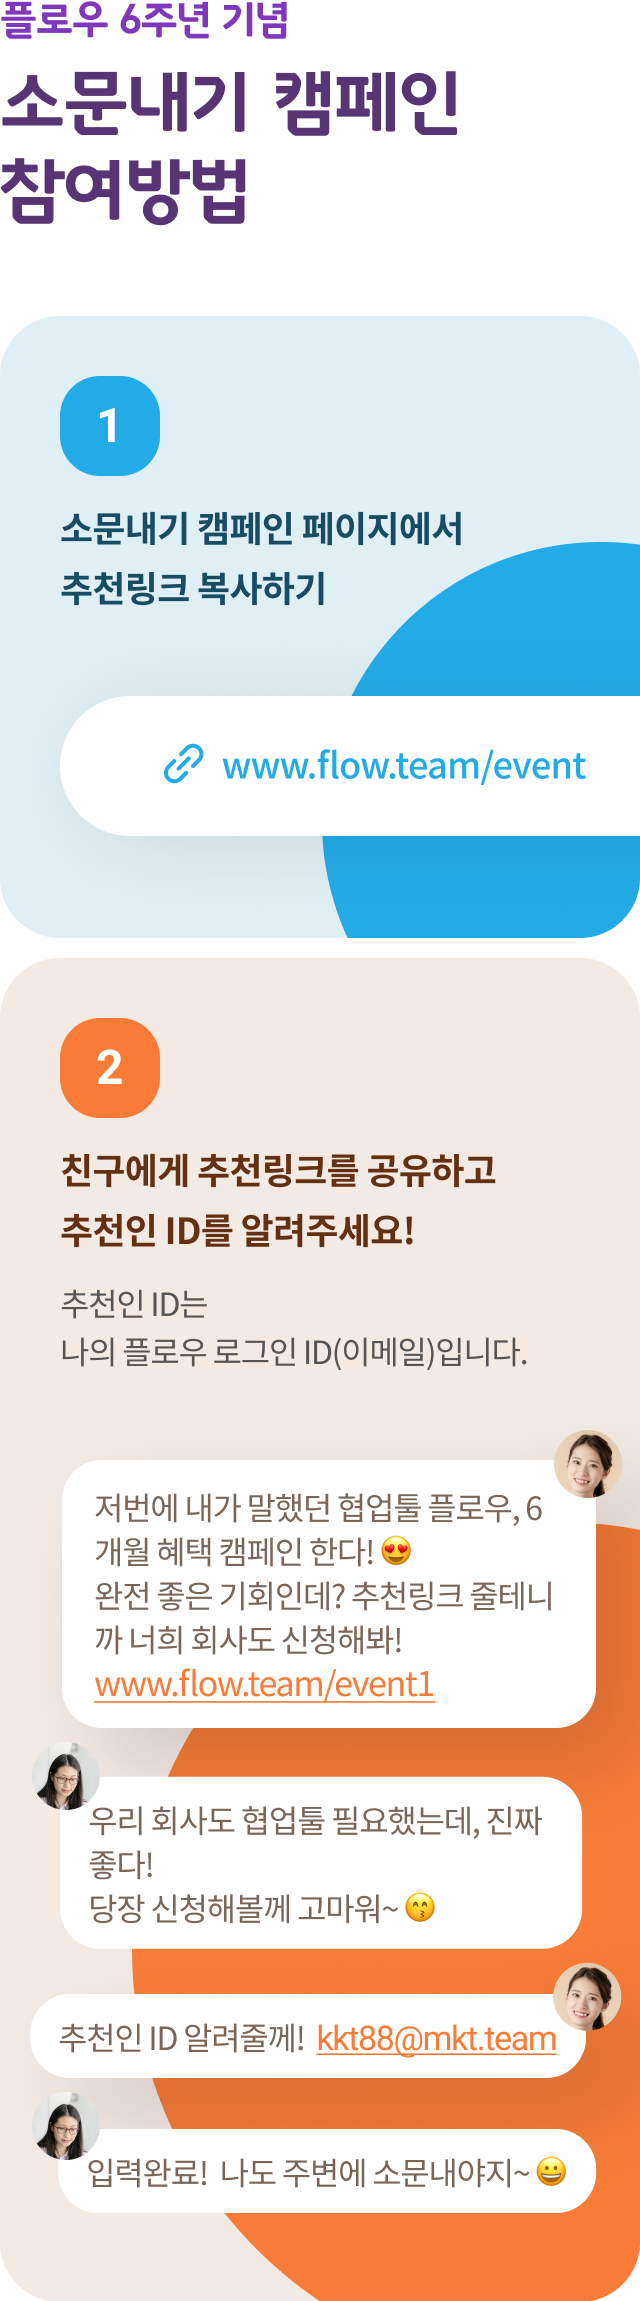 플로우 6주년 기념
소문내기 캠페인
참여방법
1
소문내기 캠페인 페이지에서
추천링크 복사하기
www.flow.team/event
2
친구에게 추천링크를 공유하고
추천인 ID를 알려주세요!
추천인 ID는
나의 플로우 로그인 ID(이메일)입니다.
저번에 내가 말했던 협업툴 플로우, 6
개월 혜택 캠페인 한다! 😍
완전 좋은 기회인데? 추천링크 줄테니
까 너희 회사도 신청해봐!
www.flow.team/event1
우리 회사도 협업툴 필요했는데, 진짜
좋다!
당장 신청해볼께 고마워~ 😙
추천인 ID 알려줄께! kkt88@mkt.team
입력완료! 나도 주변에 소문내야지~ 😀